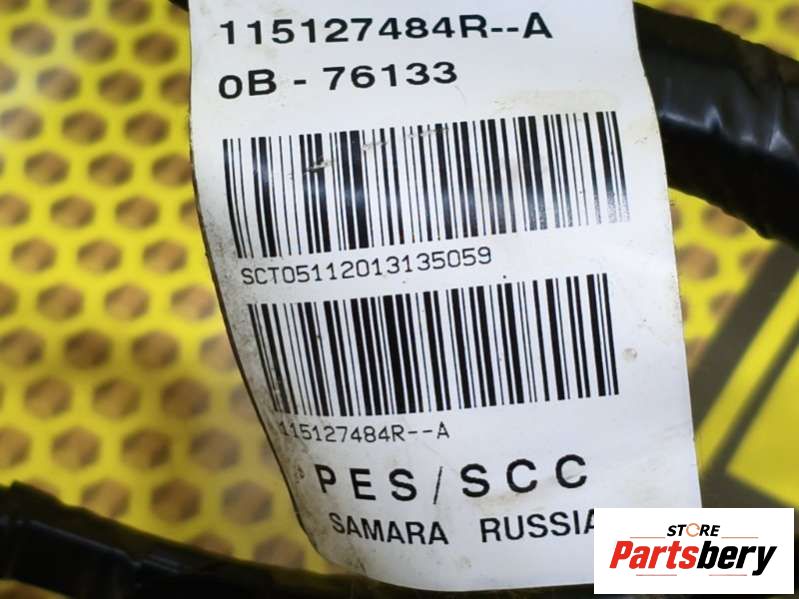 115127484R--A
0B - 76133
SCT05112013135059
115127484R--A
PES/SCC
SAMARA RUSSIA
STORE
Partsbery